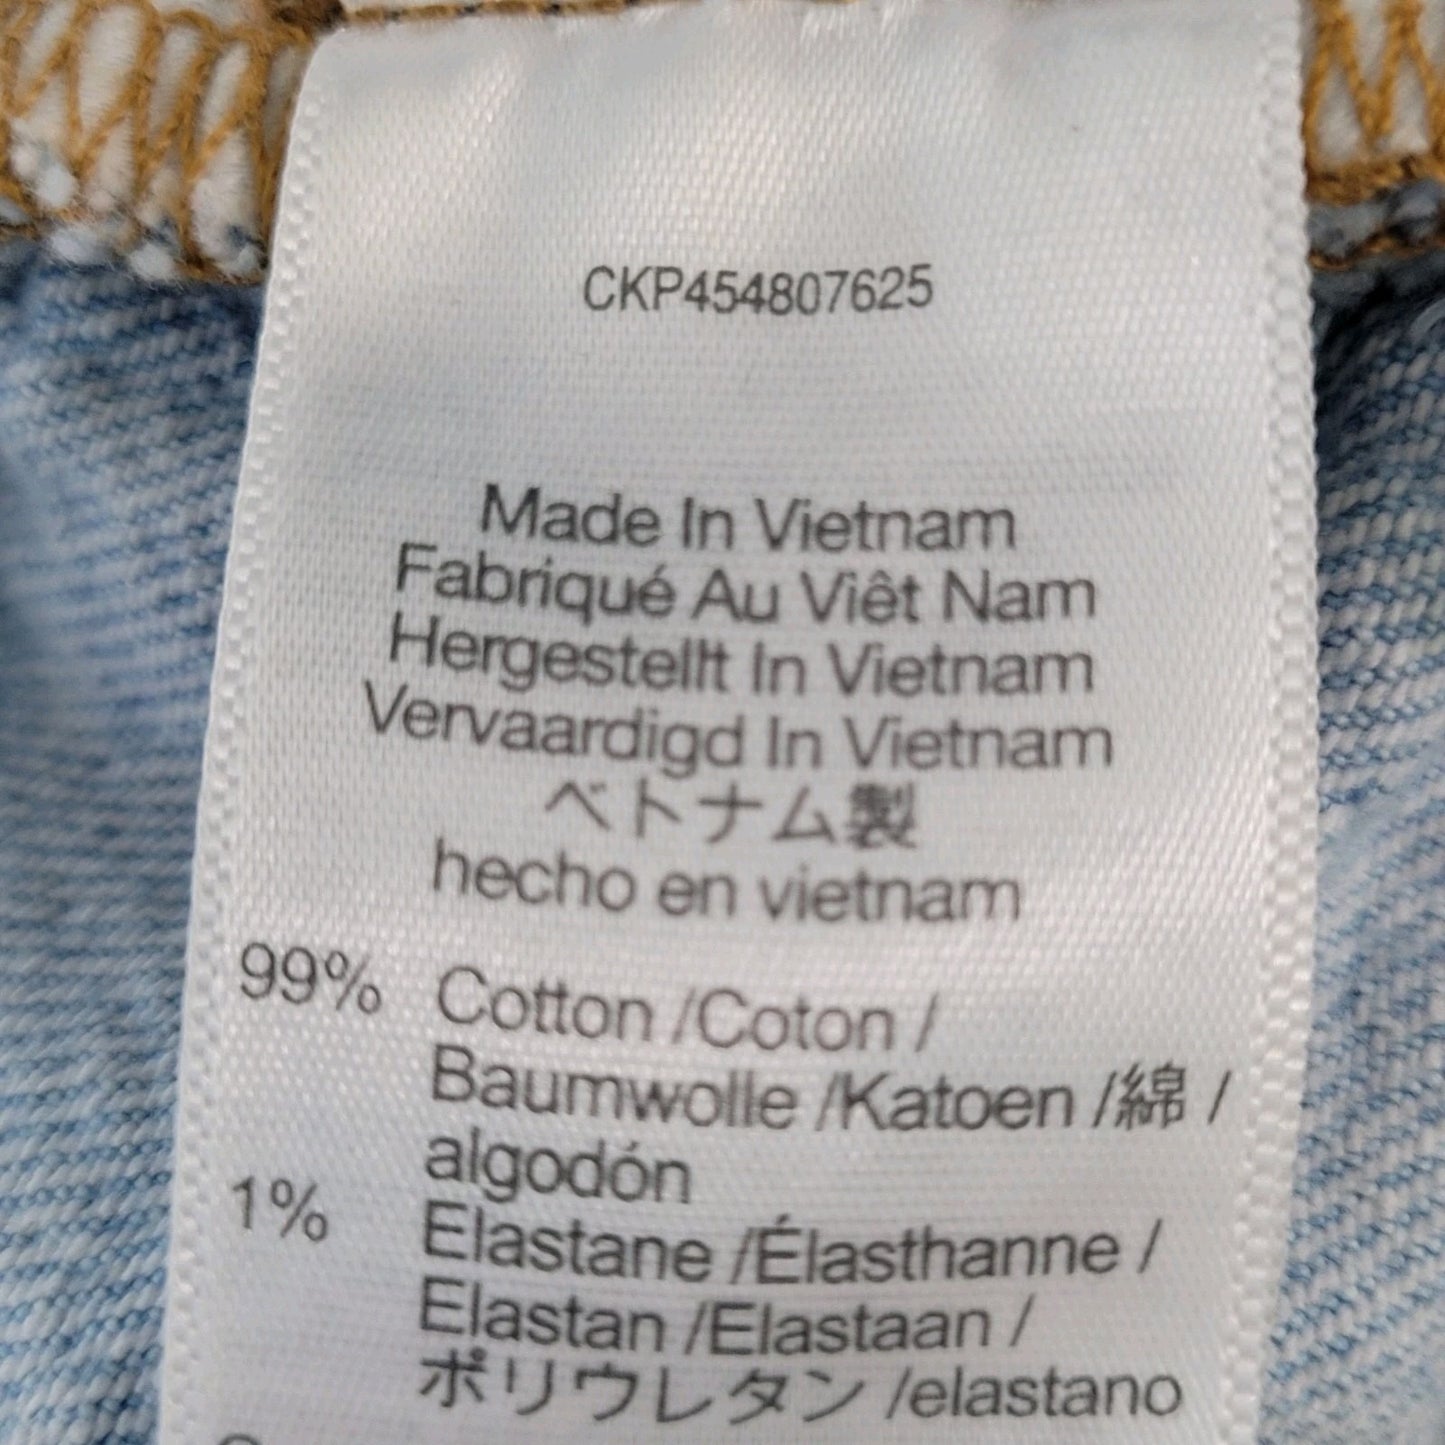 CKP454807625
Made In Vietnam
Fabriqué Au Viêt Nam
Hergestellt In Vietnam
Vervaardigd In Vietnam
ベトナム製
hecho en vietnam
99% Cotton /Coton /
Baumwolle /Katoen /綿 /
algodón
1% Elastane /Élasthanne /
Elastan /Elastaan /
ポリウレタン /elastano